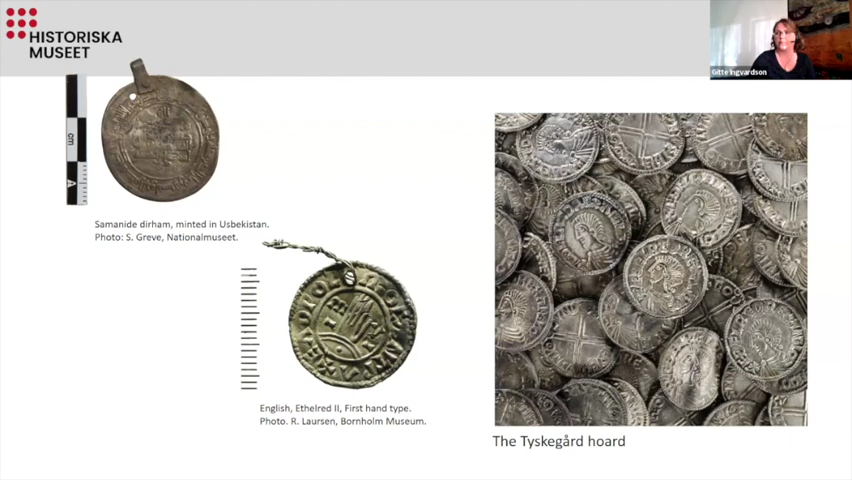 HISTORISKA
MUSEET
Gitte Ingvardson
cm
A
Samanide dirham, minted in Usbekistan.
Photo: S. Greve, Nationalmuseet.
English, Ethelred II, First hand type.
Photo. R. Laursen, Bornholm Museum.
The Tyskegård hoard